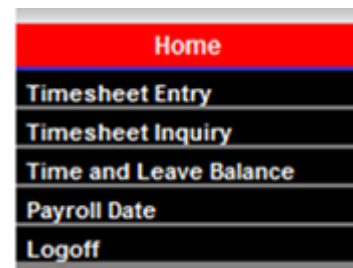 Home
Timesheet Entry
Timesheet Inquiry
Time and Leave Balance
Payroll Date
Logoff